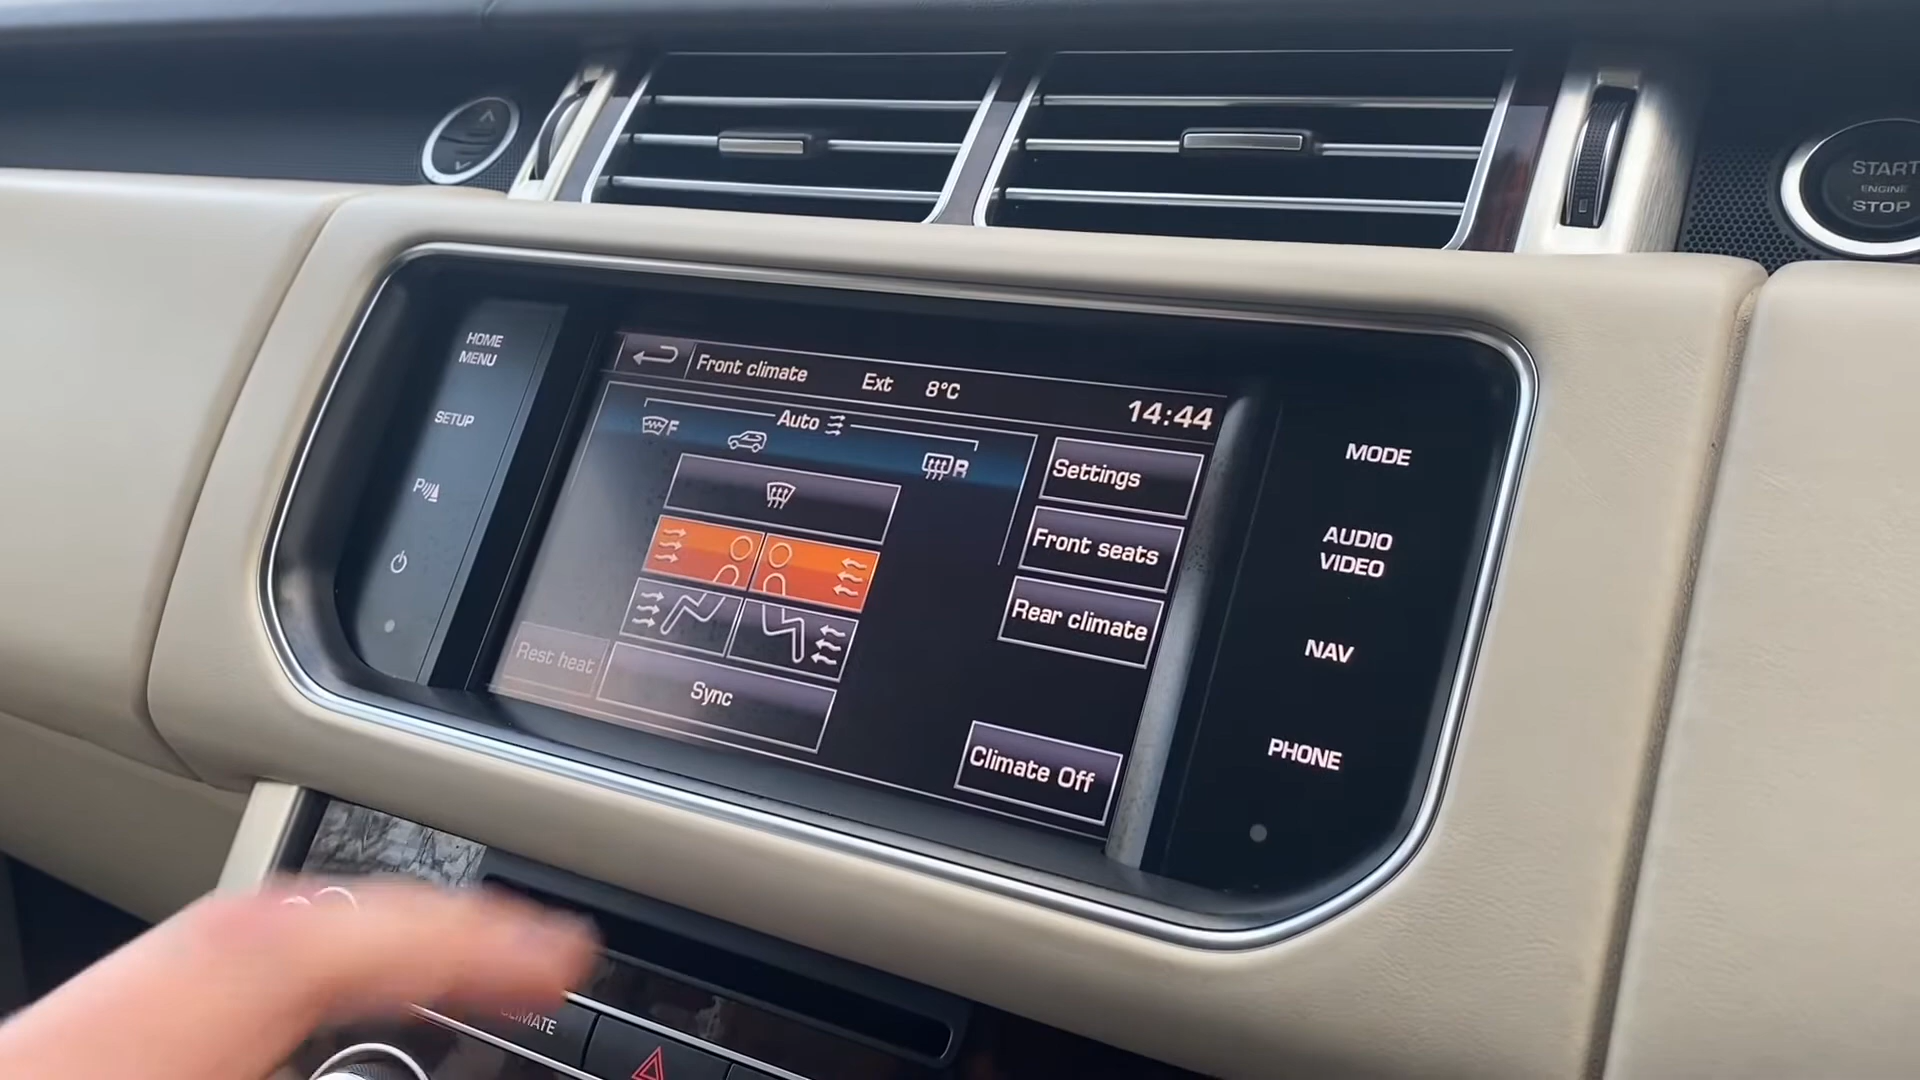 START
ENGINE
STOP
HOME
MENU
SETUP
P
Front climate
Ext
8°C
14:44
Auto
F
R
Settings
Front seats
Rear climate
Rest heat
Sync
Climate Off
MODE
AUDIO
VIDEO
NAV
PHONE
CLIMATE